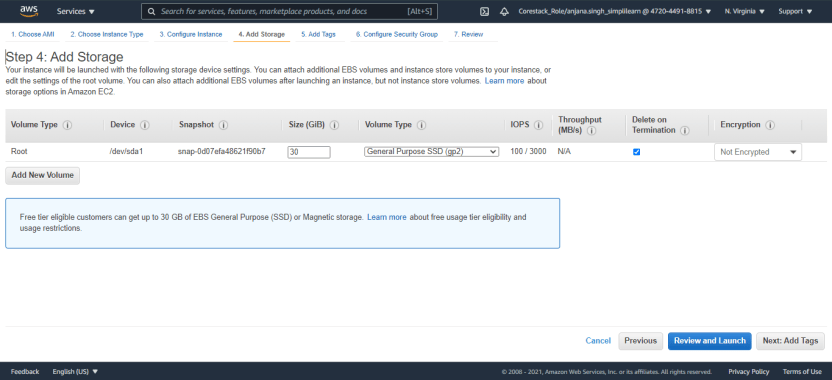 aws Services Search for services, features, marketplace products, and docs [Alt+S] Corestack_Role/anjana.singh_simplilearn @ 4720-4491-8815 N. Virginia Support
1. Choose AMI 2. Choose Instance Type 3. Configure Instance 4. Add Storage 5. Add Tags 6. Configure Security Group 7. Review
Step 4: Add Storage
Your instance will be launched with the following storage device settings. You can attach additional EBS volumes and instance store volumes to your instance, or
edit the settings of the root volume. You can also attach additional EBS volumes after launching an instance, but not instance store volumes. Learn more about
storage options in Amazon EC2.
Volume Type Device Snapshot Size (GiB) Volume Type IOPS Throughput (MB/s) Delete on Termination Encryption
Root /dev/sda1 snap-0d07efa48621f90b7 30 General Purpose SSD (gp2) 100 / 3000 N/A Not Encrypted
Add New Volume
Free tier eligible customers can get up to 30 GB of EBS General Purpose (SSD) or Magnetic storage. Learn more about free usage tier eligibility and
usage restrictions.
Cancel Previous Review and Launch Next: Add Tags
Feedback English (US) © 2008 - 2021, Amazon Web Services, Inc. or its affiliates. All rights reserved. Privacy Policy Terms of Use